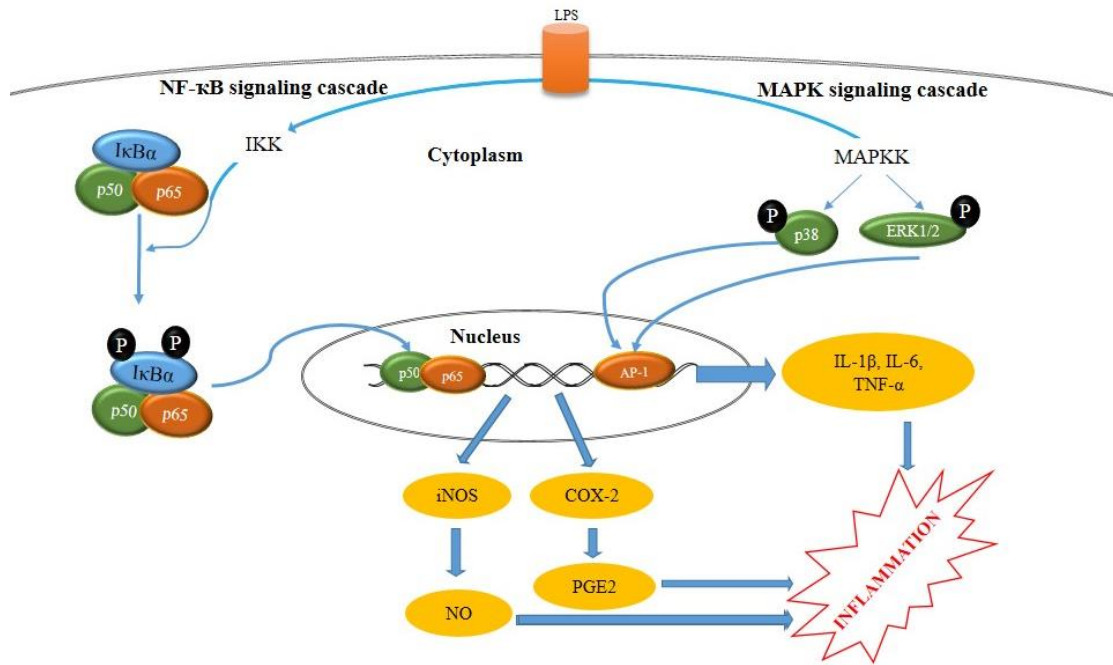 LPS
NF-κB signaling cascade
MAPK signaling cascade
IKK
Cytoplasm
MAPKK
IκBα
p50
p65
P
p38
P
ERK1/2
P
P
IκBα
p50
p65
Nucleus
p50
p65
AP-1
IL-1β, IL-6,
TNF-α
iNOS
COX-2
PGE2
NO
INFLAMMATION